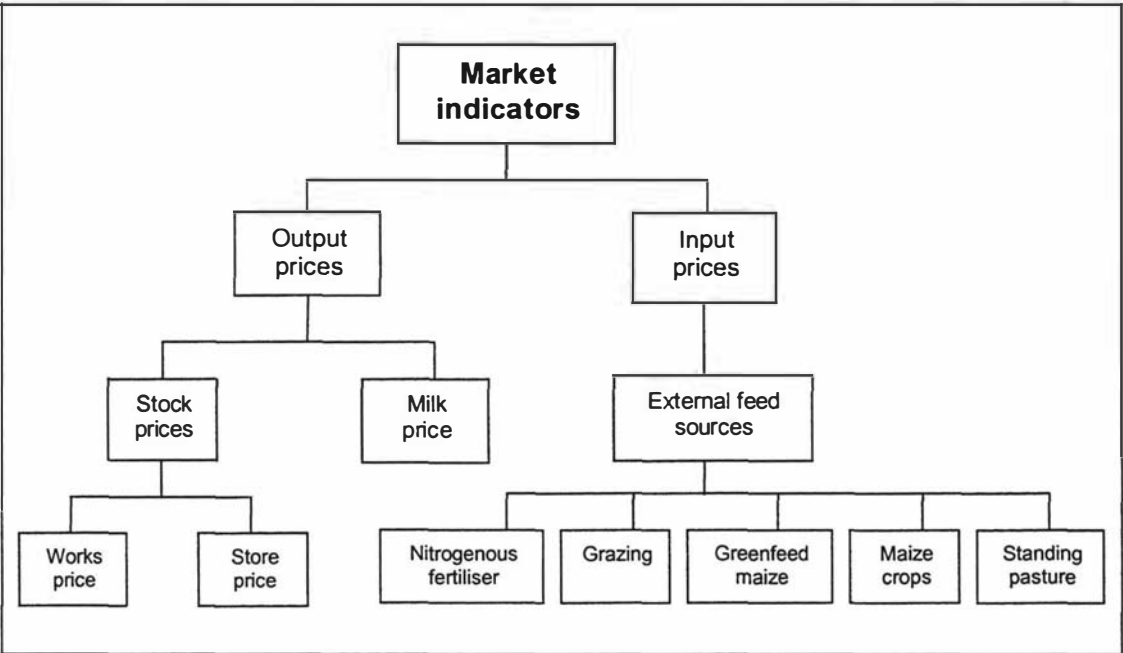 Market
indicators
Output
prices
Input
prices
Stock
prices
Milk
price
External feed
sources
Works
price
Store
price
Nitrogenous
fertiliser
Grazing
Greenfeed
maize
Maize
crops
Standing
pasture